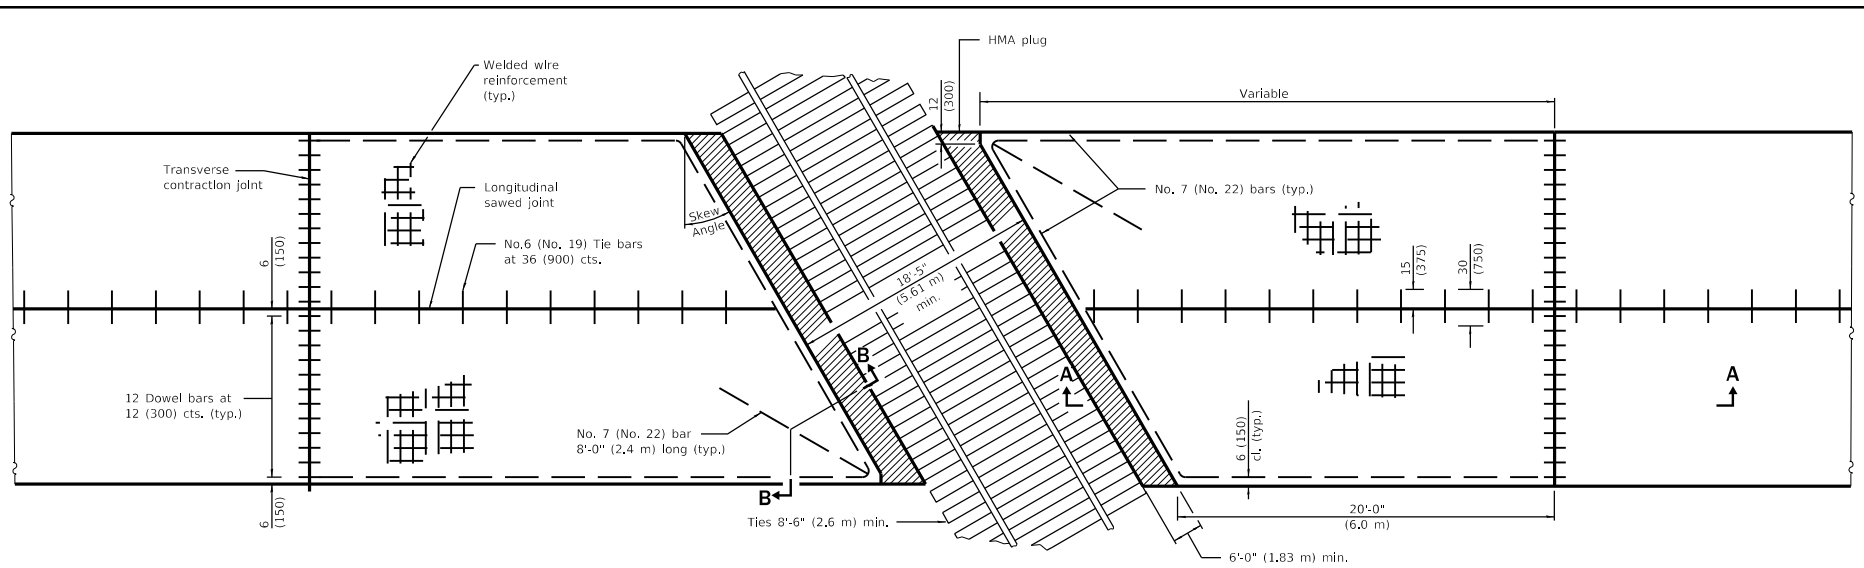 HMA plug
Welded wire
reinforcement
(typ.)
12
(300)
Variable
Transverse
contraction joint
Longitudinal
sawed joint
No. 7 (No. 22) bars (typ.)
Skew
Angle
No.6 (No. 19) Tie bars
at 36 (900) cts.
6
(150)
18'-5"
(5.61 m)
min.
15
(375)
30
(750)
B
A
A
12 Dowel bars at
12 (300) cts. (typ.)
No. 7 (No. 22) bar
8'-0" (2.4 m) long (typ.)
6 (150)
cl. (typ.)
B
6
(150)
Ties 8'-6" (2.6 m) min.
20'-0"
(6.0 m)
6'-0" (1.83 m) min.